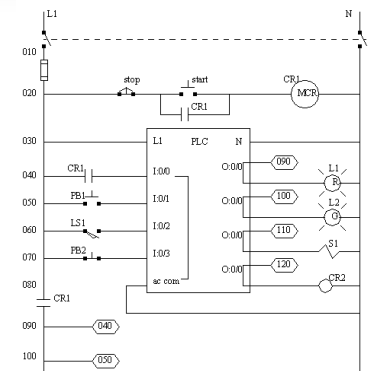 L1 N
010
stop start CR1
020 MCR
CR1
030 L1 PLC N
090
CR1 O:0/0 L1
040 I:0/0 R
100
PB1 O:0/0 L2
050 I:0/1 G
110
LS1 O:0/0 S1
060 I:0/2
120
PB2 O:0/0
070 I:0/3
CR2
080 ac com
CR1
090 040
100 050